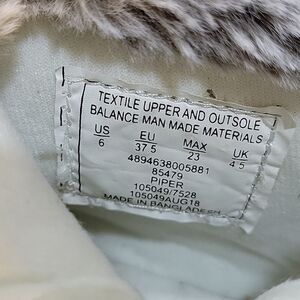 TEXTILE UPPER AND OUTSOLE
BALANCE MAN MADE MATERIALS
US EU MAX UK
6 37.5 23 4.5
4894638005881
85479
PIPER
105049/7528
105049AUG18
MADE IN BANGLADESH